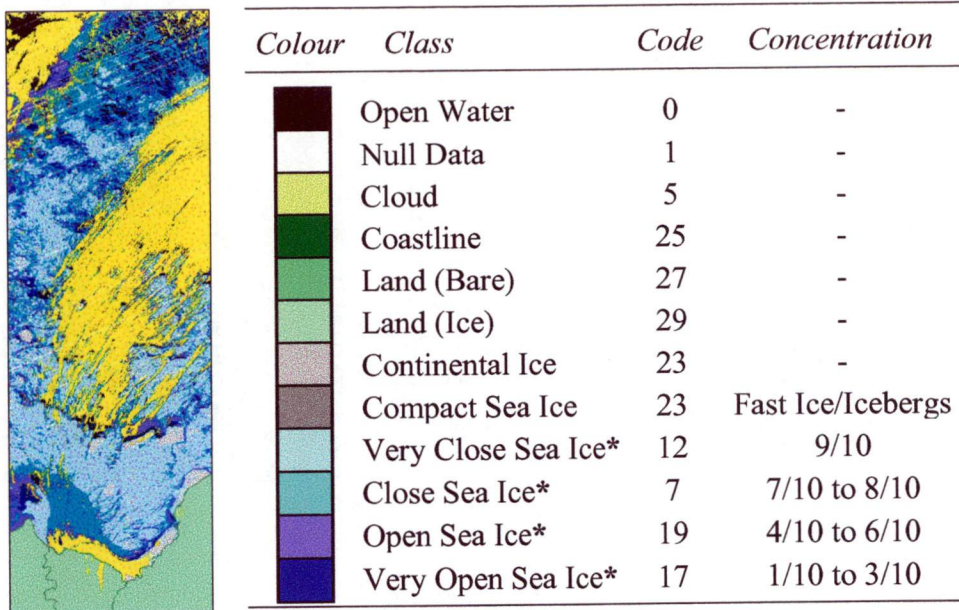 Colour Class Code Concentration
Open Water 0 -
Null Data 1 -
Cloud 5 -
Coastline 25 -
Land (Bare) 27 -
Land (Ice) 29 -
Continental Ice 23 -
Compact Sea Ice 23 Fast Ice/Icebergs
Very Close Sea Ice* 12 9/10
Close Sea Ice* 7 7/10 to 8/10
Open Sea Ice* 19 4/10 to 6/10
Very Open Sea Ice* 17 1/10 to 3/10